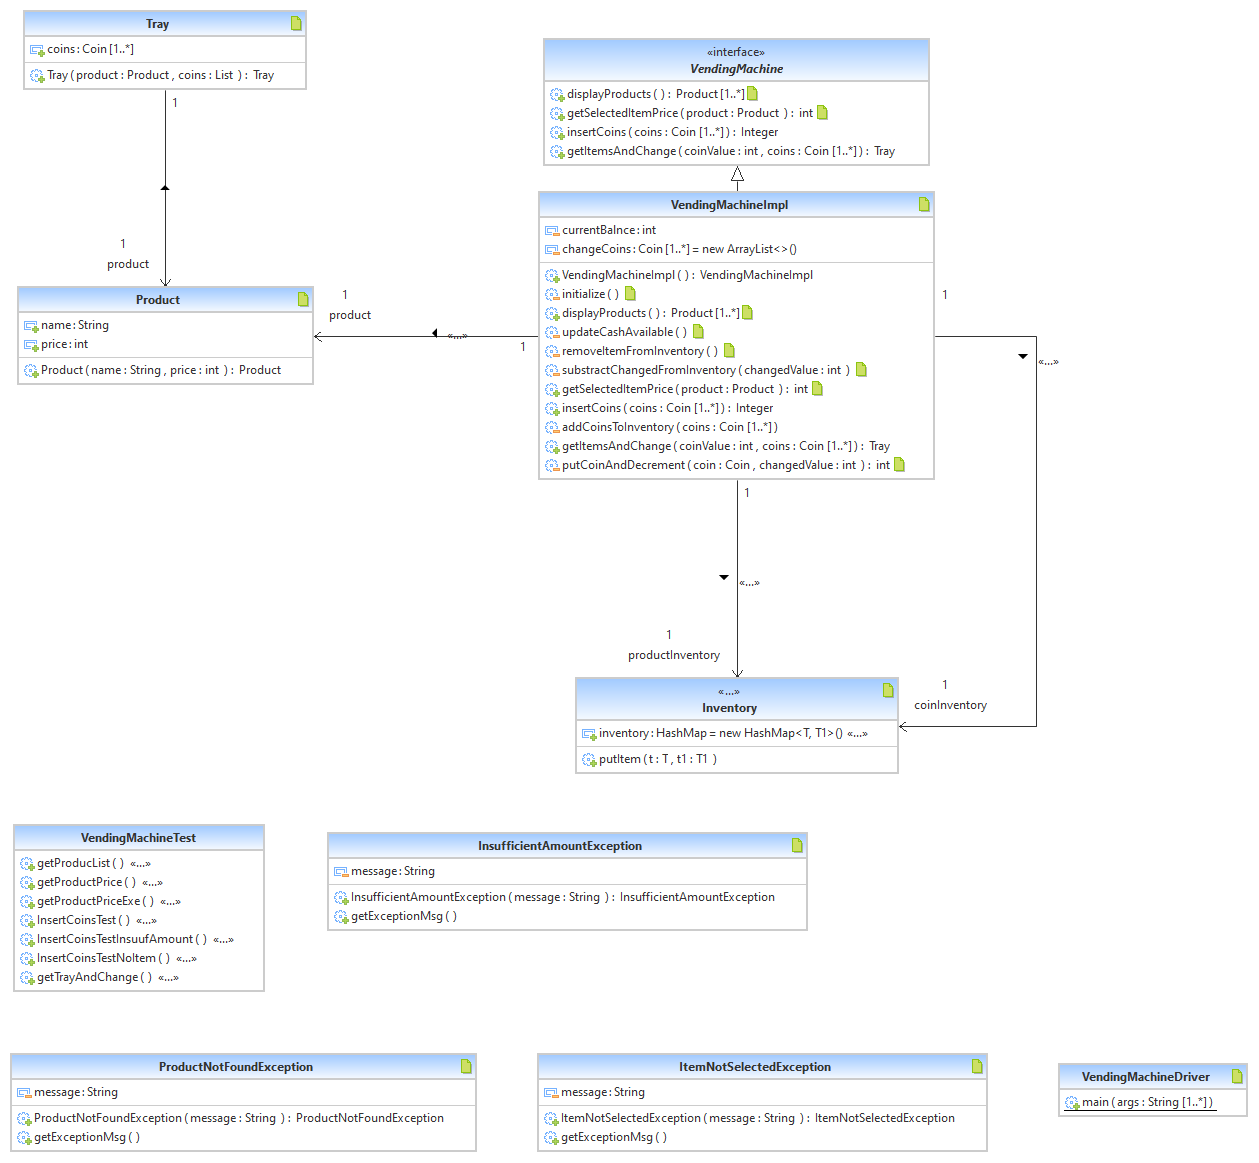 Tray
coins : Coin [1..*]
Tray ( product : Product , coins : List ) : Tray
1
1
product
Product
name : String
price : int
Product ( name : String , price : int ) : Product
«interface»
VendingMachine
displayProducts ( ) : Product [1..*]
getSelectedItemPrice ( product : Product ) : int
insertCoins ( coins : Coin [1..*] ) : Integer
getItemsAndChange ( coinValue : int , coins : Coin [1..*] ) : Tray
VendingMachineImpl
currentBalnce : int
changeCoins : Coin [1..*] = new ArrayList<>()
VendingMachineImpl ( ) : VendingMachineImpl
initialize ( )
displayProducts ( ) : Product [1..*]
updateCashAvailable ( )
removeItemFromInventory ( )
substractChangedFromInventory ( changedValue : int )
getSelectedItemPrice ( product : Product ) : int
insertCoins ( coins : Coin [1..*] ) : Integer
addCoinsToInventory ( coins : Coin [1..*] )
getItemsAndChange ( coinValue : int , coins : Coin [1..*] ) : Tray
putCoinAndDecrement ( coin : Coin , changedValue : int ) : int
1
product
«...»
1
1
«...»
1
«...»
1
productInventory
1
coinInventory
«...»
Inventory
inventory : HashMap = new HashMap<T, T1>() «...»
putItem ( t : T , t1 : T1 )
VendingMachineTest
getProducList ( ) «...»
getProductPrice ( ) «...»
getProductPriceExe ( ) «...»
InsertCoinsTest ( ) «...»
InsertCoinsTestInsuufAmount ( ) «...»
InsertCoinsTestNoItem ( ) «...»
getTrayAndChange ( ) «...»
InsufficientAmountException
message : String
InsufficientAmountException ( message : String ) : InsufficientAmountException
getExceptionMsg ( )
ProductNotFoundException
message : String
ProductNotFoundException ( message : String ) : ProductNotFoundException
getExceptionMsg ( )
ItemNotSelectedException
message : String
ItemNotSelectedException ( message : String ) : ItemNotSelectedException
getExceptionMsg ( )
VendingMachineDriver
main ( args : String [1..*] )